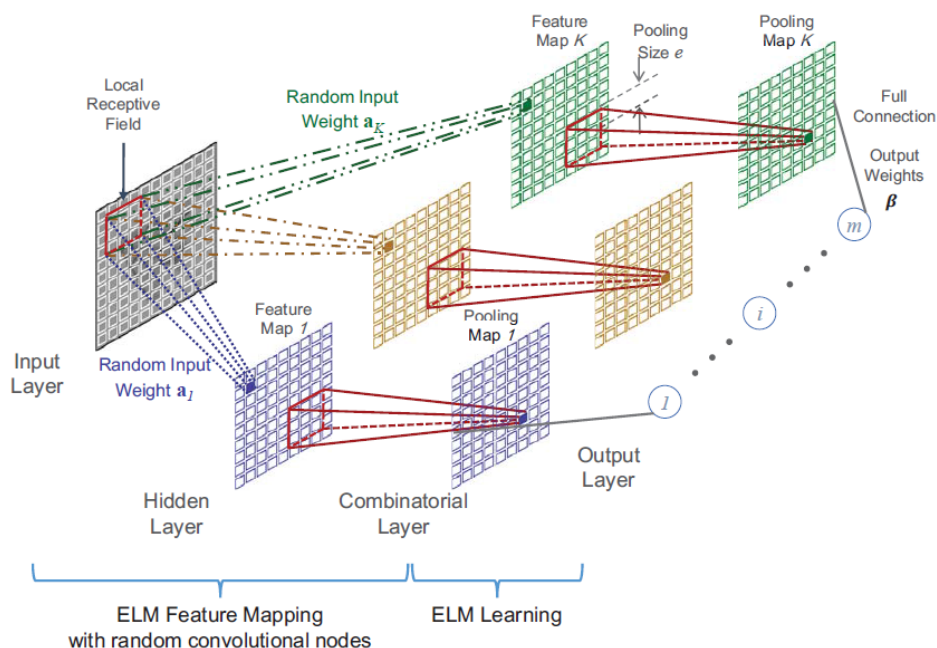 Feature
Map K
Pooling
Size e
Pooling
Map K
Local
Receptive
Field
Random Input
Weight a_K
Full
Connection
Output
Weights
β
m
i
1
Feature
Map 1
Pooling
Map 1
Input
Layer
Random Input
Weight a_1
Output
Layer
Hidden
Layer
Combinatorial
Layer
ELM Feature Mapping
with random convolutional nodes
ELM Learning